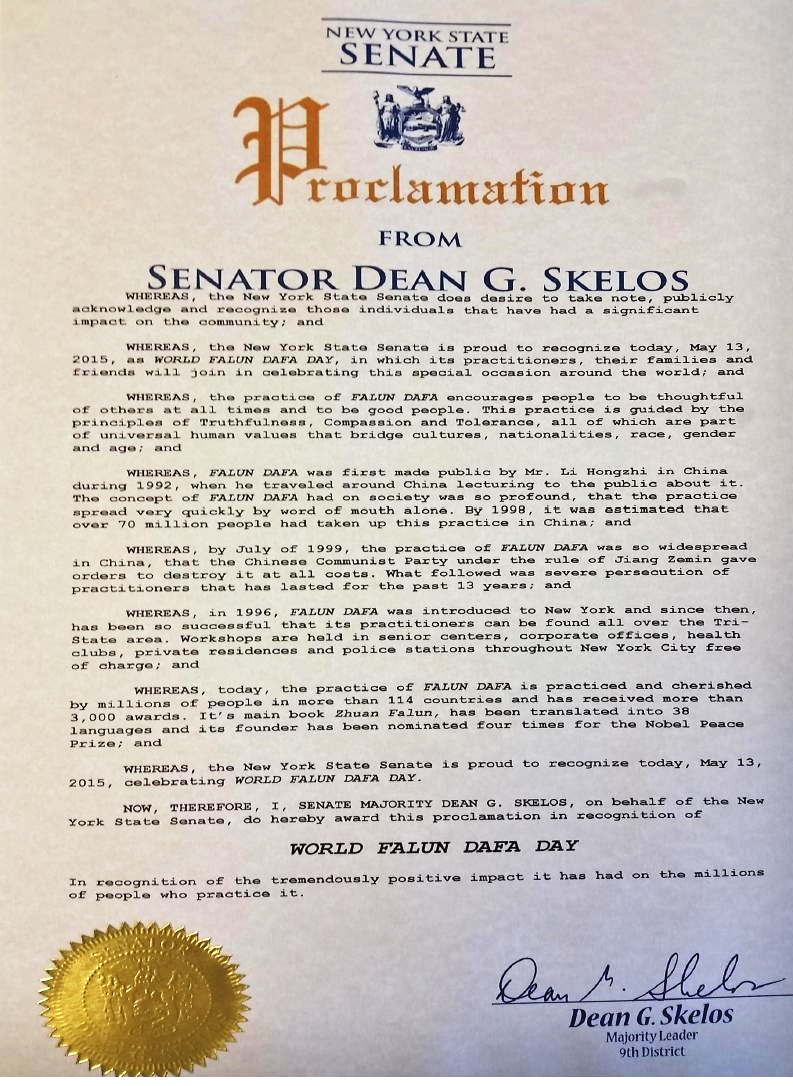 NEW YORK STATE
SENATE
Proclamation
FROM
SENATOR DEAN G. SKELOS
WHEREAS, the New York State Senate does desire to take note, publicly
acknowledge and recognize those individuals that have had a significant
impact on the community; and
WHEREAS, the New York State Senate is proud to recognize today, May 13,
2015, as WORLD FALUN DAFA DAY, in which its practitioners, their families and
friends will join in celebrating this special occasion around the world; and
WHEREAS, the practice of FALUN DAFA encourages people to be thoughtful
of others at all times and to be good people. This practice is guided by the
principles of Truthfulness, Compassion and Tolerance, all of which are part
of universal human values that bridge cultures, nationalities, race, gender
and age; and
WHEREAS, FALUN DAFA was first made public by Mr. Li Hongzhi in China
during 1992, when he traveled around China lecturing to the public about it.
The concept of FALUN DAFA had on society was so profound, that the practice
spread very quickly by word of mouth alone. By 1998, it was estimated that
over 70 million people had taken up this practice in China; and
WHEREAS, by July of 1999, the practice of FALUN DAFA was so widespread
in China, that the Chinese Communist Party under the rule of Jiang Zemin gave
orders to destroy it at all costs. What followed was severe persecution of
practitioners that has lasted for the past 13 years; and
WHEREAS, in 1996, FALUN DAFA was introduced to New York and since then,
has been so successful that its practitioners can be found all over the Tri-
State area. Workshops are held in senior centers, corporate offices, health
clubs, private residences and police stations throughout New York City free
of charge; and
WHEREAS, today, the practice of FALUN DAFA is practiced and cherished
by millions of people in more than 114 countries and has received more than
3,000 awards. It's main book Zhuan Falun, has been translated into 38
languages and its founder has been nominated four times for the Nobel Peace
Prize; and
WHEREAS, the New York State Senate is proud to recognize today, May 13,
2015, celebrating WORLD FALUN DAFA DAY.
NOW, THEREFORE, I, SENATE MAJORITY DEAN G. SKELOS, on behalf of the New
York State Senate, do hereby award this proclamation in recognition of
WORLD FALUN DAFA DAY
In recognition of the tremendously positive impact it has had on the millions
of people who practice it.
Dean G. Skelos
Dean G. Skelos
Majority Leader
9th District